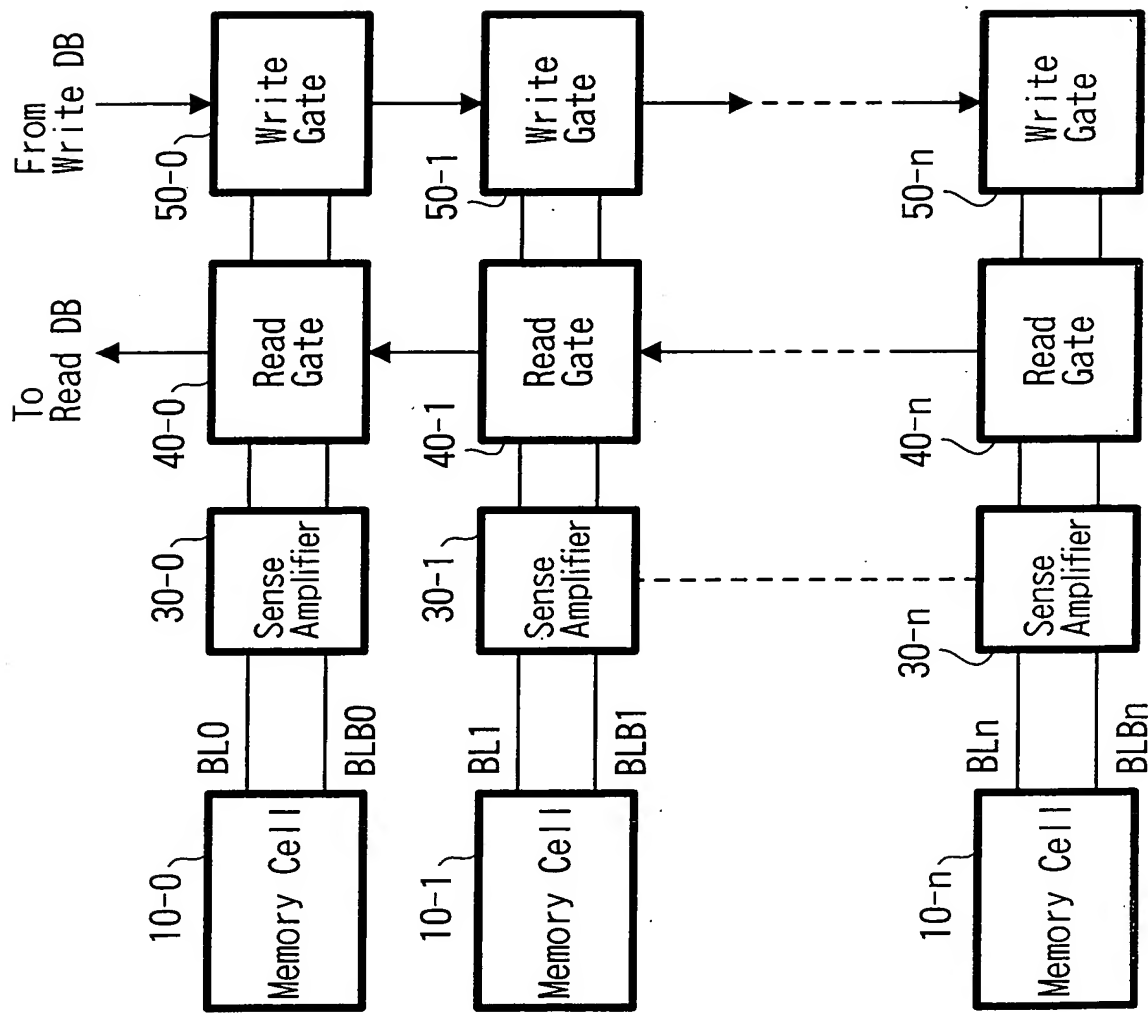 To
Read DB
From
Write DB
10-0
30-0
40-0
50-0
BL0
Memory Cell
Sense
Amplifier
Read
Gate
Write
Gate
BLB0
10-1
30-1
40-1
50-1
BL1
Memory Cell
Sense
Amplifier
Read
Gate
Write
Gate
BLB1
10-n
30-n
40-n
50-n
BLn
Memory Cell
Sense
Amplifier
Read
Gate
Write
Gate
BLBn